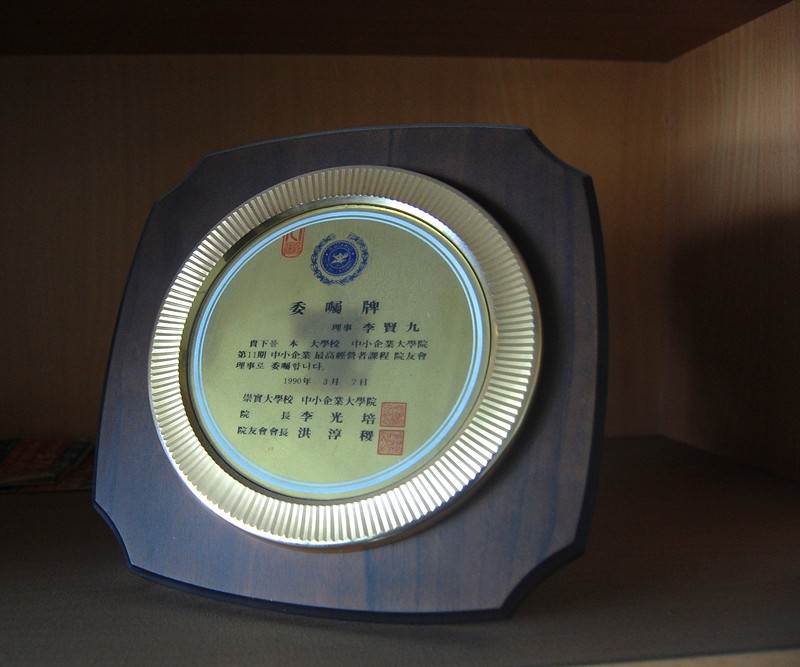 委嘱牌
理事 李賢九
貴下를 本 大學校 中小企業大學院
第11期 中小企業 最高經營者課程 院友會
理事로 委嘱합니다.
1990年 3月 7日
崇實大學校 中小企業大學院
院 長 李光培
院友會會長 洪淳稷